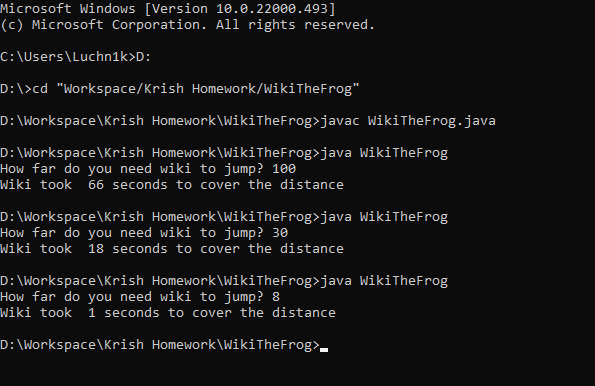 Microsoft Windows [Version 10.0.22000.493]
(c) Microsoft Corporation. All rights reserved.
C:\Users\Luchn1k>D:
D:\>cd "Workspace/Krish Homework/WikiTheFrog"
D:\Workspace\Krish Homework\WikiTheFrog>javac WikiTheFrog.java
D:\Workspace\Krish Homework\WikiTheFrog>java WikiTheFrog
How far do you need wiki to jump? 100
Wiki took  66 seconds to cover the distance
D:\Workspace\Krish Homework\WikiTheFrog>java WikiTheFrog
How far do you need wiki to jump? 30
Wiki took  18 seconds to cover the distance
D:\Workspace\Krish Homework\WikiTheFrog>java WikiTheFrog
How far do you need wiki to jump? 8
Wiki took  1 seconds to cover the distance
D:\Workspace\Krish Homework\WikiTheFrog>